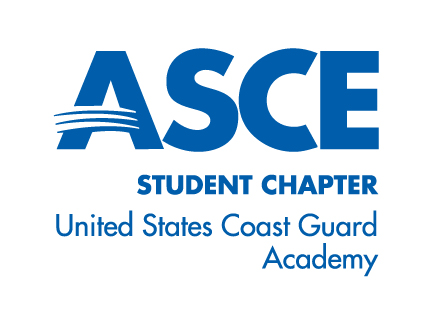 ASCE
STUDENT CHAPTER
United States Coast Guard
Academy